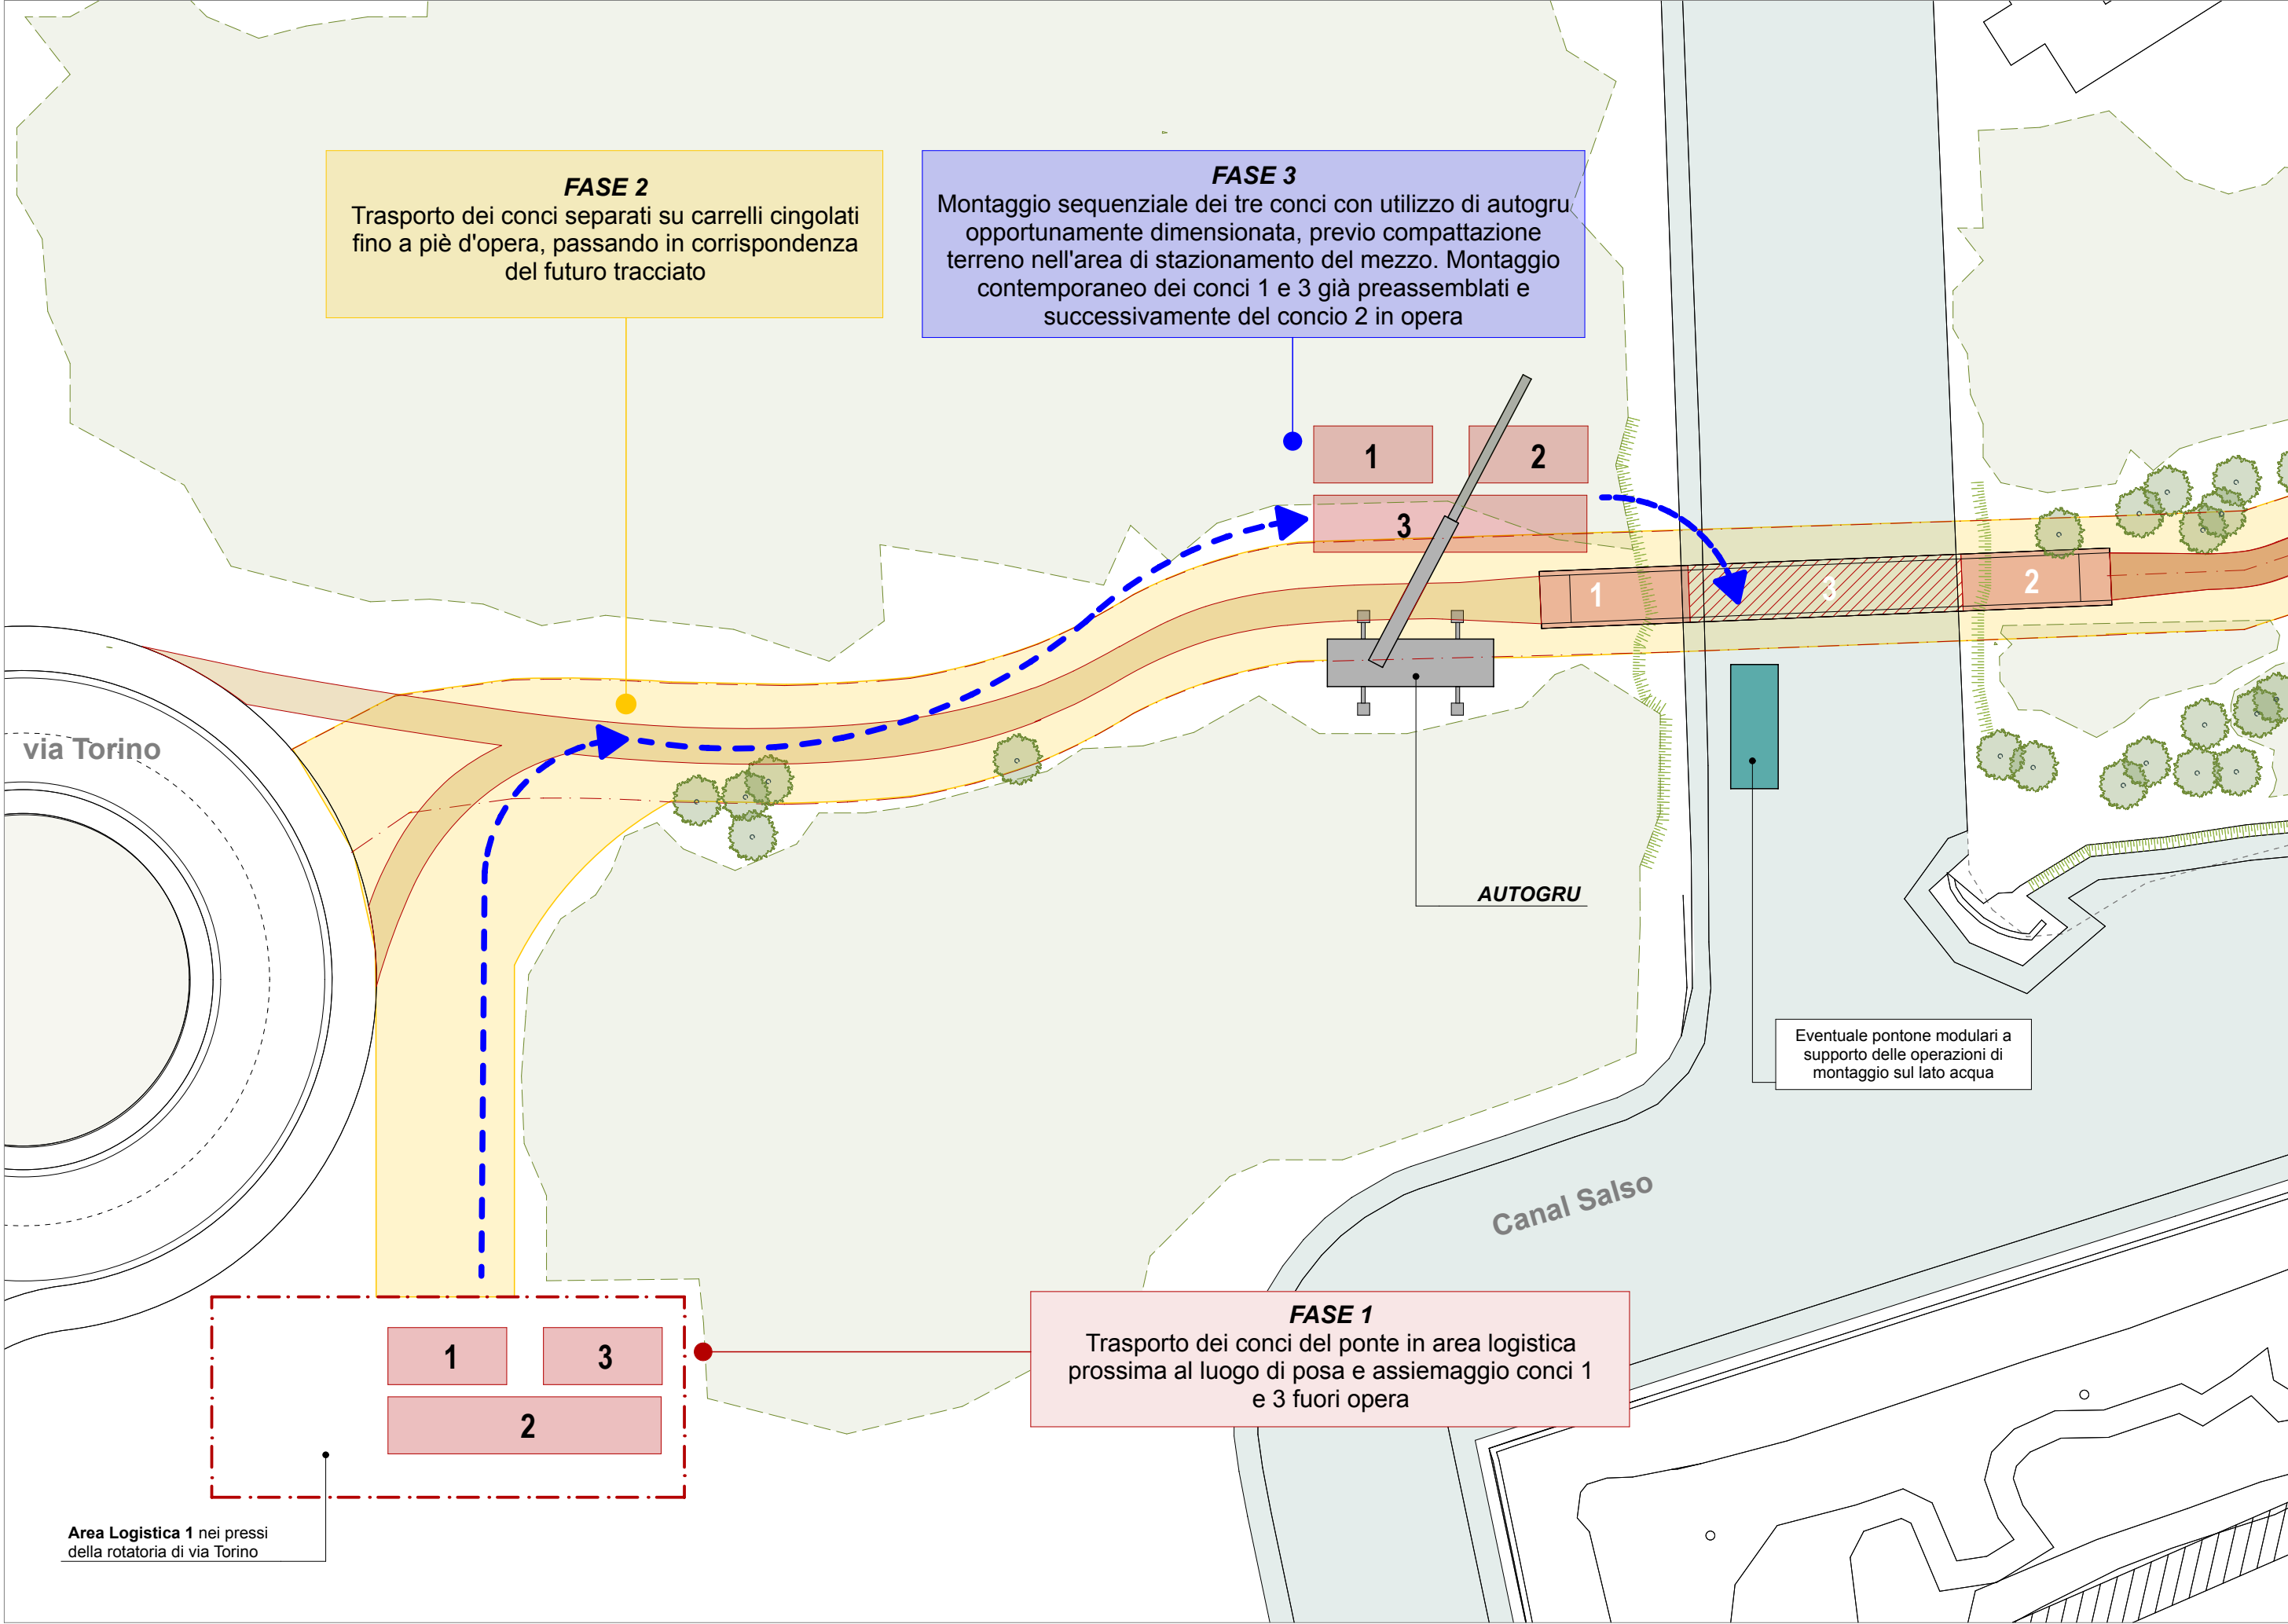 FASE 2
Trasporto dei conci separati su carrelli cingolati
fino a piè d'opera, passando in corrispondenza
del futuro tracciato
FASE 3
Montaggio sequenziale dei tre conci con utilizzo di autogru
opportunamente dimensionata, previo compattazione
terreno nell'area di stazionamento del mezzo. Montaggio
contemporaneo dei conci 1 e 3 già preassemblati e
successivamente del concio 2 in opera
1
2
3
1
3
2
via Torino
AUTOGRU
Eventuale pontone modulari a
supporto delle operazioni di
montaggio sul lato acqua
Canal Salso
FASE 1
Trasporto dei conci del ponte in area logistica
prossima al luogo di posa e assiemaggio conci 1
e 3 fuori opera
1
3
2
Area Logistica 1 nei pressi
della rotatoria di via Torino